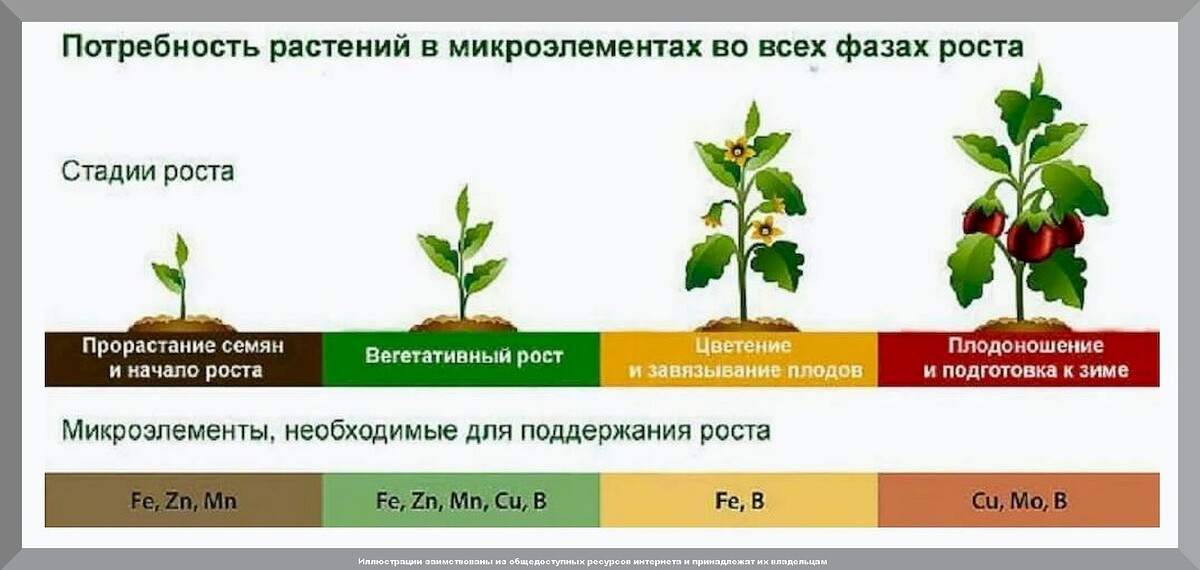 Потребность растений в микроэлементах во всех фазах роста
Стадии роста
Прорастание семян
и начало роста
Вегетативный рост
Цветение
и завязывание плодов
Плодоношение
и подготовка к зиме
Микроэлементы, необходимые для поддержания роста
Fe, Zn, Mn
Fe, Zn, Mn, Cu, B
Fe, B
Cu, Mo, B
Иллюстрации заимствованы из общедоступных ресурсов интернета и принадлежат их владельцам